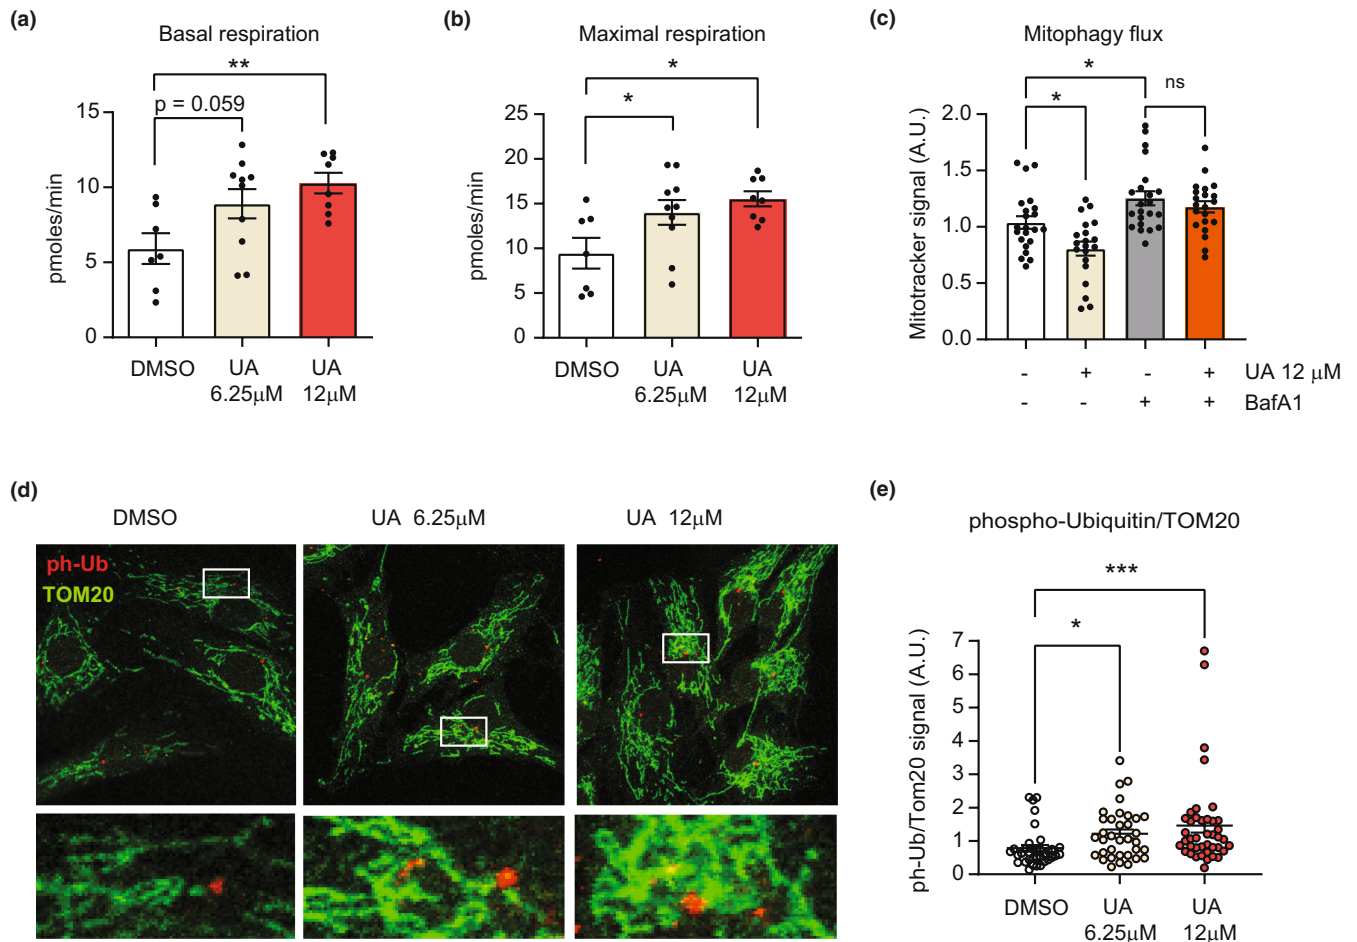 (a)
Basal respiration
**
p = 0.059
15
10
5
0
pmoles/min
DMSO
UA
6.25μM
UA
12μM
(b)
Maximal respiration
*
*
25
20
15
10
5
0
pmoles/min
DMSO
UA
6.25μM
UA
12μM
(c)
Mitophagy flux
*
ns
*
2.0
1.5
1.0
0.5
0.0
Mitotracker signal (A.U.)
- + - + UA 12 μM
- - + + BafA1
(d)
DMSO
UA 6.25μM
UA 12μM
ph-Ub
TOM20
(e)
phospho-Ubiquitin/TOM20
***
*
7
6
5
4
3
2
1
0
ph-Ub/Tom20 signal (A.U.)
DMSO
UA
6.25μM
UA
12μM